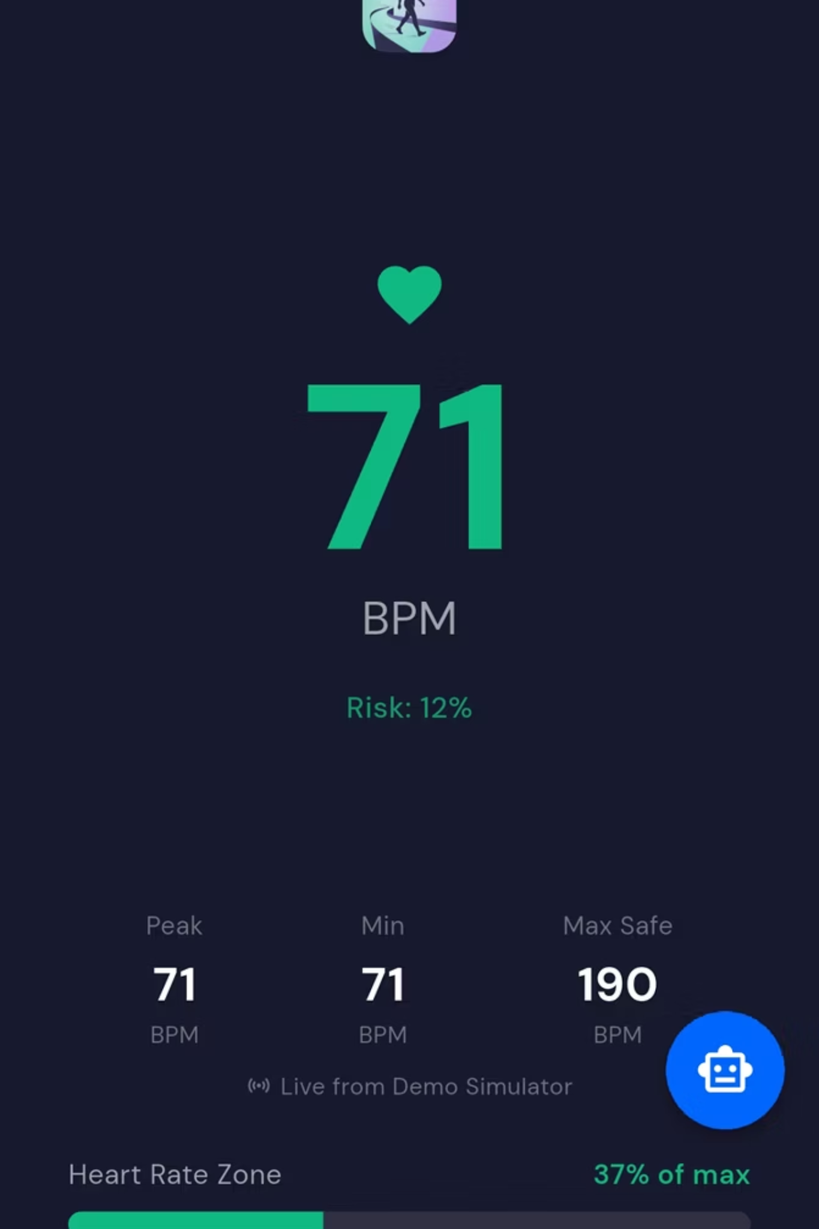 71
BPM
Risk: 12%
Peak Min Max Safe
71 71 190
BPM BPM BPM
Live from Demo Simulator
Heart Rate Zone 37% of max